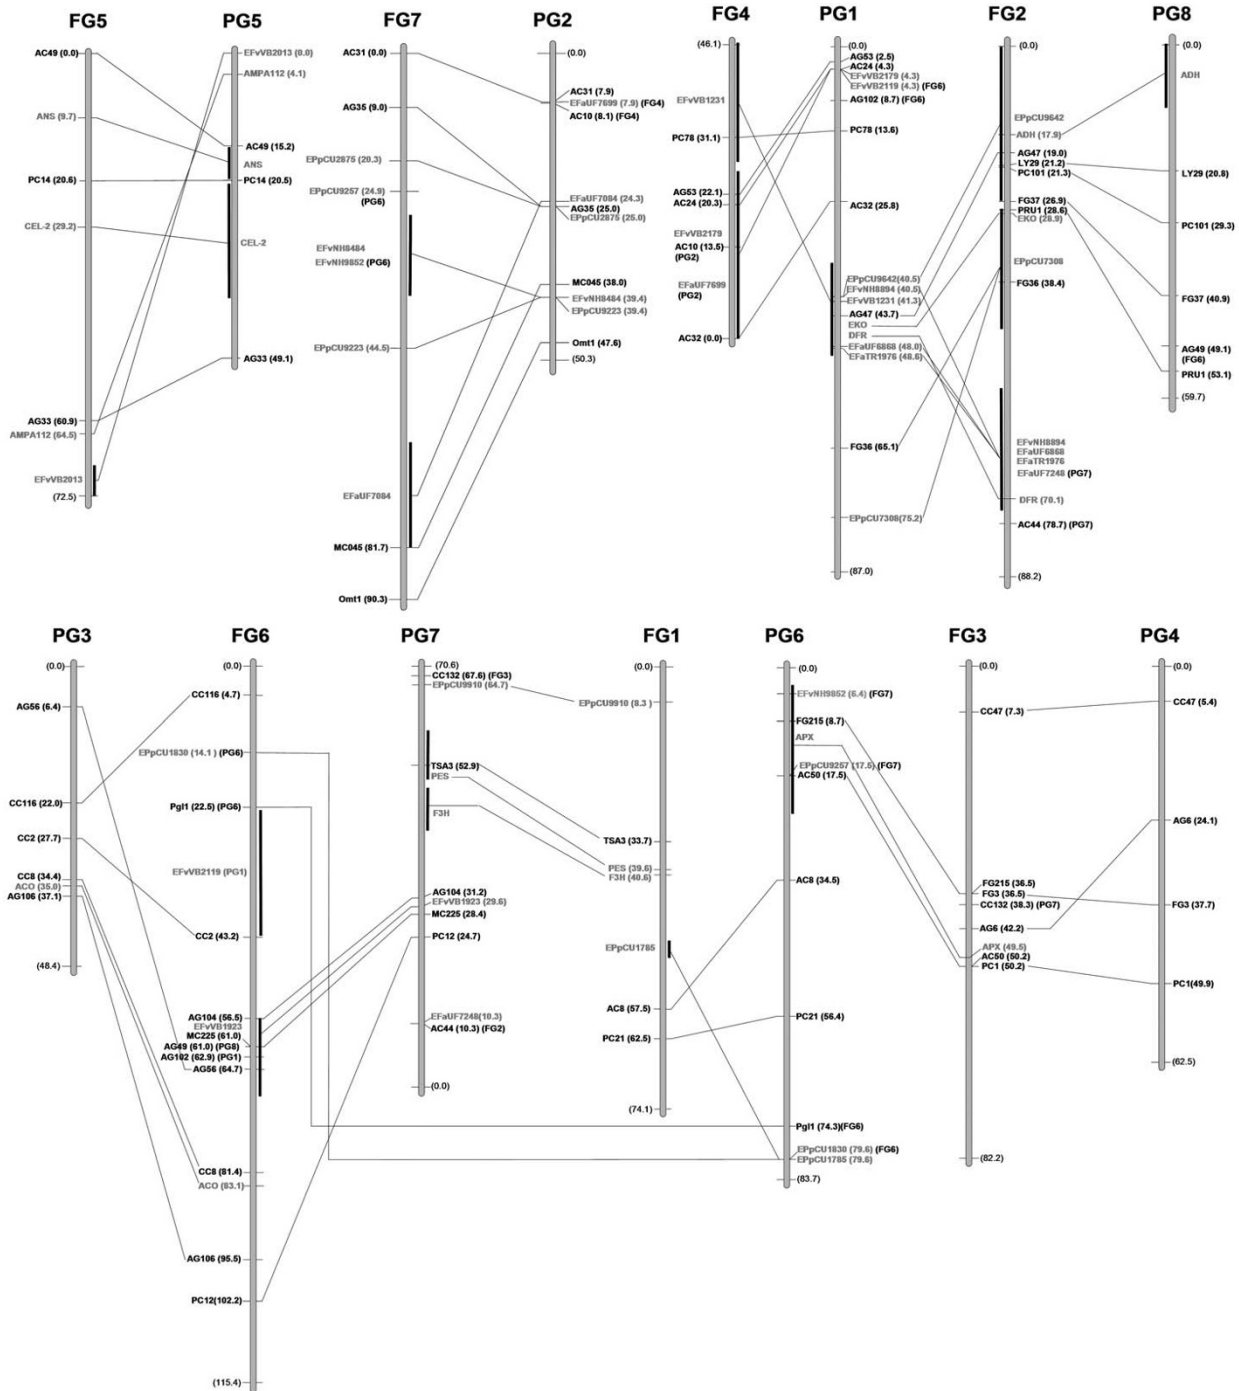 FG5
PG5
FG7
PG2
FG4
PG1
FG2
PG8
AC49 (0.0)
ANS (9.7)
PC14 (20.6)
CEL-2 (29.2)
AG33 (60.9)
AMPA112 (64.5)
EFvVB2013
(72.5)
EFvVB2013 (0.0)
AMPA112 (4.1)
AC49 (15.2)
ANS
PC14 (20.5)
CEL-2
AG33 (49.1)
AC31 (0.0)
AG35 (9.0)
EPpCU2875 (20.3)
EPpCU9257 (24.9)
(PG6)
EFvNH8484
EFvNH9852 (PG6)
EPpCU9223 (44.5)
EFaUF7084
MC045 (81.7)
Omt1 (90.3)
(0.0)
AC31 (7.9)
EFaUF7699 (7.9) (FG4)
AC10 (8.1) (FG4)
EFaUF7084 (24.3)
AG35 (25.0)
EPpCU2875 (25.0)
MC045 (38.0)
EFvNH8484 (39.4)
EPpCU9223 (39.4)
Omt1 (47.6)
(50.3)
(46.1)
EFvVB1231
PC78 (31.1)
AG53 (22.1)
AC24 (20.3)
EFvVB2179
AC10 (13.5)
(PG2)
EFaUF7699
(PG2)
AC32 (0.0)
(0.0)
AG53 (2.5)
AC24 (4.3)
EFvVB2179 (4.3)
EFvVB2119 (4.3) (FG6)
AG102 (8.7) (FG6)
PC78 (13.6)
AC32 (25.8)
EPpCU9642 (40.5)
EFvNH8894 (40.5)
EFvVB1231 (41.3)
AG47 (43.7)
EKO
DFR
EFaUF6868 (48.0)
EFaTR1976 (48.6)
FG36 (65.1)
EPpCU7308(75.2)
(87.0)
(0.0)
EPpCU9642
ADH (17.9)
AG47 (19.0)
LY29 (21.2)
PC101 (21.3)
FG37 (26.9)
PRU1 (28.6)
EKO (28.9)
EPpCU7308
FG36 (38.4)
EFvNH8894
EFaUF6868
EFaTR1976
EFaUF7248 (PG7)
DFR (70.1)
AC44 (78.7) (PG7)
(88.2)
(0.0)
ADH
LY29 (20.8)
PC101 (29.3)
FG37 (40.9)
AG49 (49.1)
(FG6)
PRU1 (53.1)
(59.7)
PG3
FG6
PG7
FG1
PG6
FG3
PG4
(0.0)
AG56 (6.4)
CC116 (22.0)
CC2 (27.7)
CC8 (34.4)
ACO (35.0)
AG106 (37.1)
(48.4)
(0.0)
CC116 (4.7)
EPpCU1830 (14.1 ) (PG6)
Pgl1 (22.5) (PG6)
EFvVB2119 (PG1)
CC2 (43.2)
AG104 (56.5)
EFvVB1923
MC225 (61.0)
AG49 (61.0) (PG8)
AG102 (62.9) (PG1)
AG56 (64.7)
CC8 (81.4)
ACO (83.1)
AG106 (95.5)
PC12(102.2)
(115.4)
(70.6)
CC132 (67.6) (FG3)
EPpCU9910 (64.7)
TSA3 (52.9)
PES
F3H
AG104 (31.2)
EFvVB1923 (29.6)
MC225 (28.4)
PC12 (24.7)
EFaUF7248(10.3)
AC44 (10.3) (FG2)
(0.0)
(0.0)
EPpCU9910 (8.3 )
TSA3 (33.7)
PES (39.6)
F3H (40.6)
EPpCU1785
AC8 (57.5)
PC21 (62.5)
(74.1)
(0.0)
EFvNH9852 (6.4) (FG7)
FG215 (8.7)
APX
EPpCU9257 (17.5) (FG7)
AC50 (17.5)
AC8 (34.5)
PC21 (56.4)
Pgl1 (74.3)(FG6)
EPpCU1830 (79.6) (FG6)
EPpCU1785 (79.6)
(83.7)
(0.0)
CC47 (7.3)
FG215 (36.5)
FG3 (36.5)
CC132 (38.3) (PG7)
AG6 (42.2)
APX (49.5)
AC50 (50.2)
PC1 (50.2)
(82.2)
(0.0)
CC47 (5.4)
AG6 (24.1)
FG3 (37.7)
PC1(49.9)
(62.5)